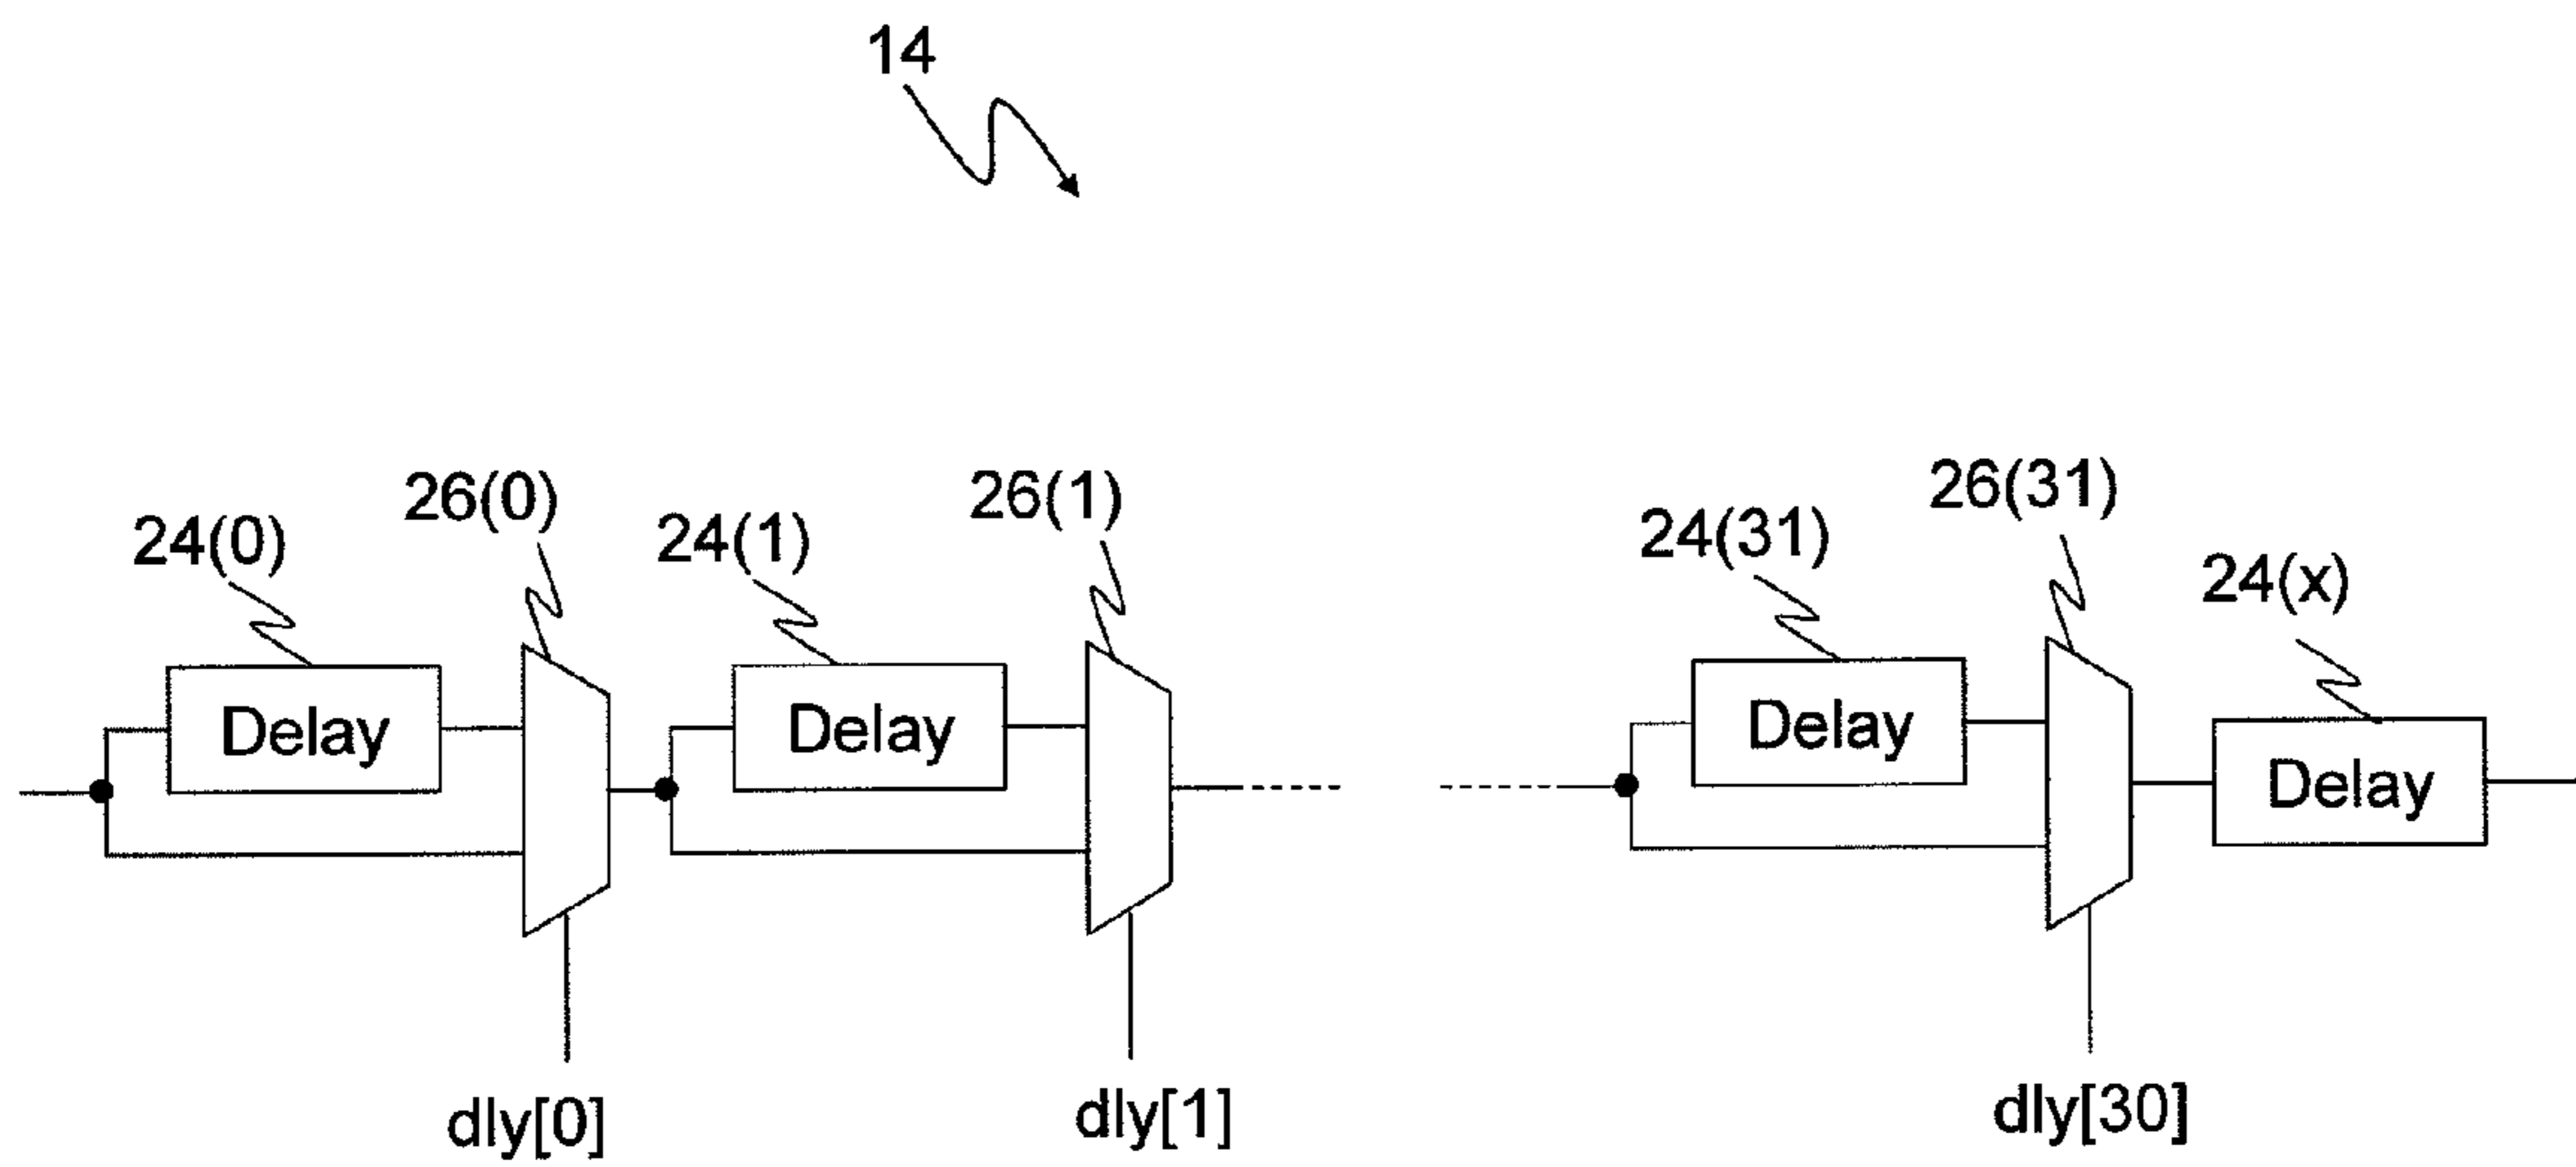 14
26(0)
26(1)
26(31)
24(0)
24(1)
24(31)
24(x)
Delay
Delay
Delay
Delay
dly[0]
dly[1]
dly[30]